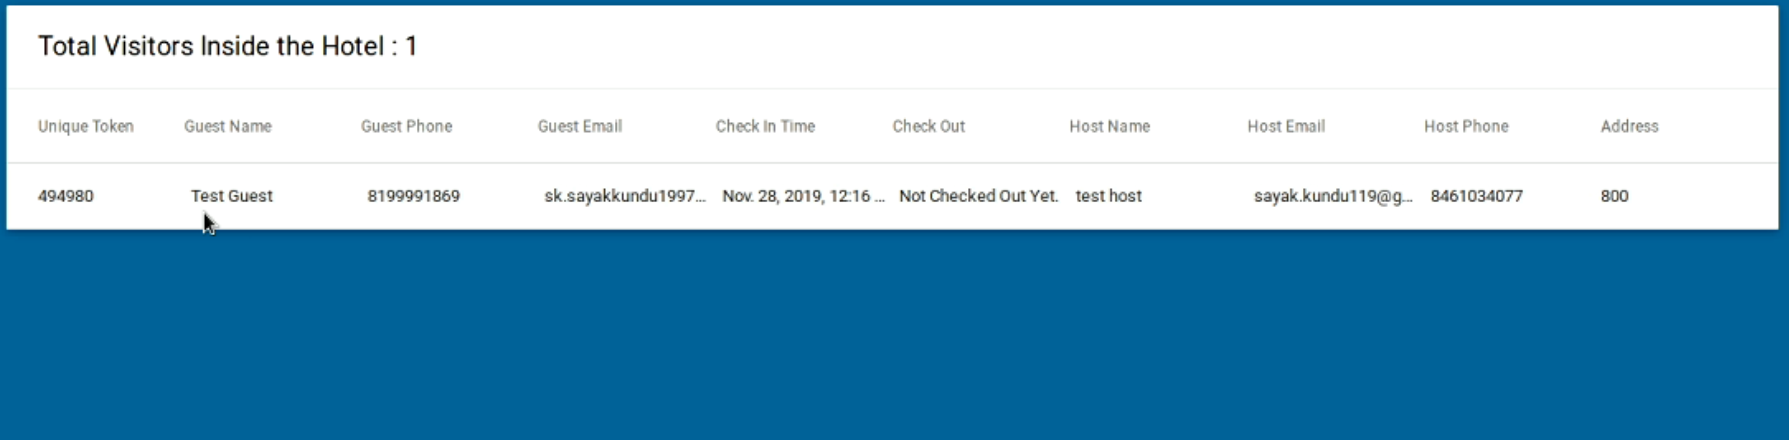 Total Visitors Inside the Hotel : 1
Unique Token Guest Name Guest Phone Guest Email Check In Time Check Out Host Name Host Email Host Phone Address
494980 Test Guest 8199991869 sk.sayakkundu1997... Nov. 28, 2019, 12:16 ... Not Checked Out Yet. test host sayak.kundu119@g... 8461034077 800